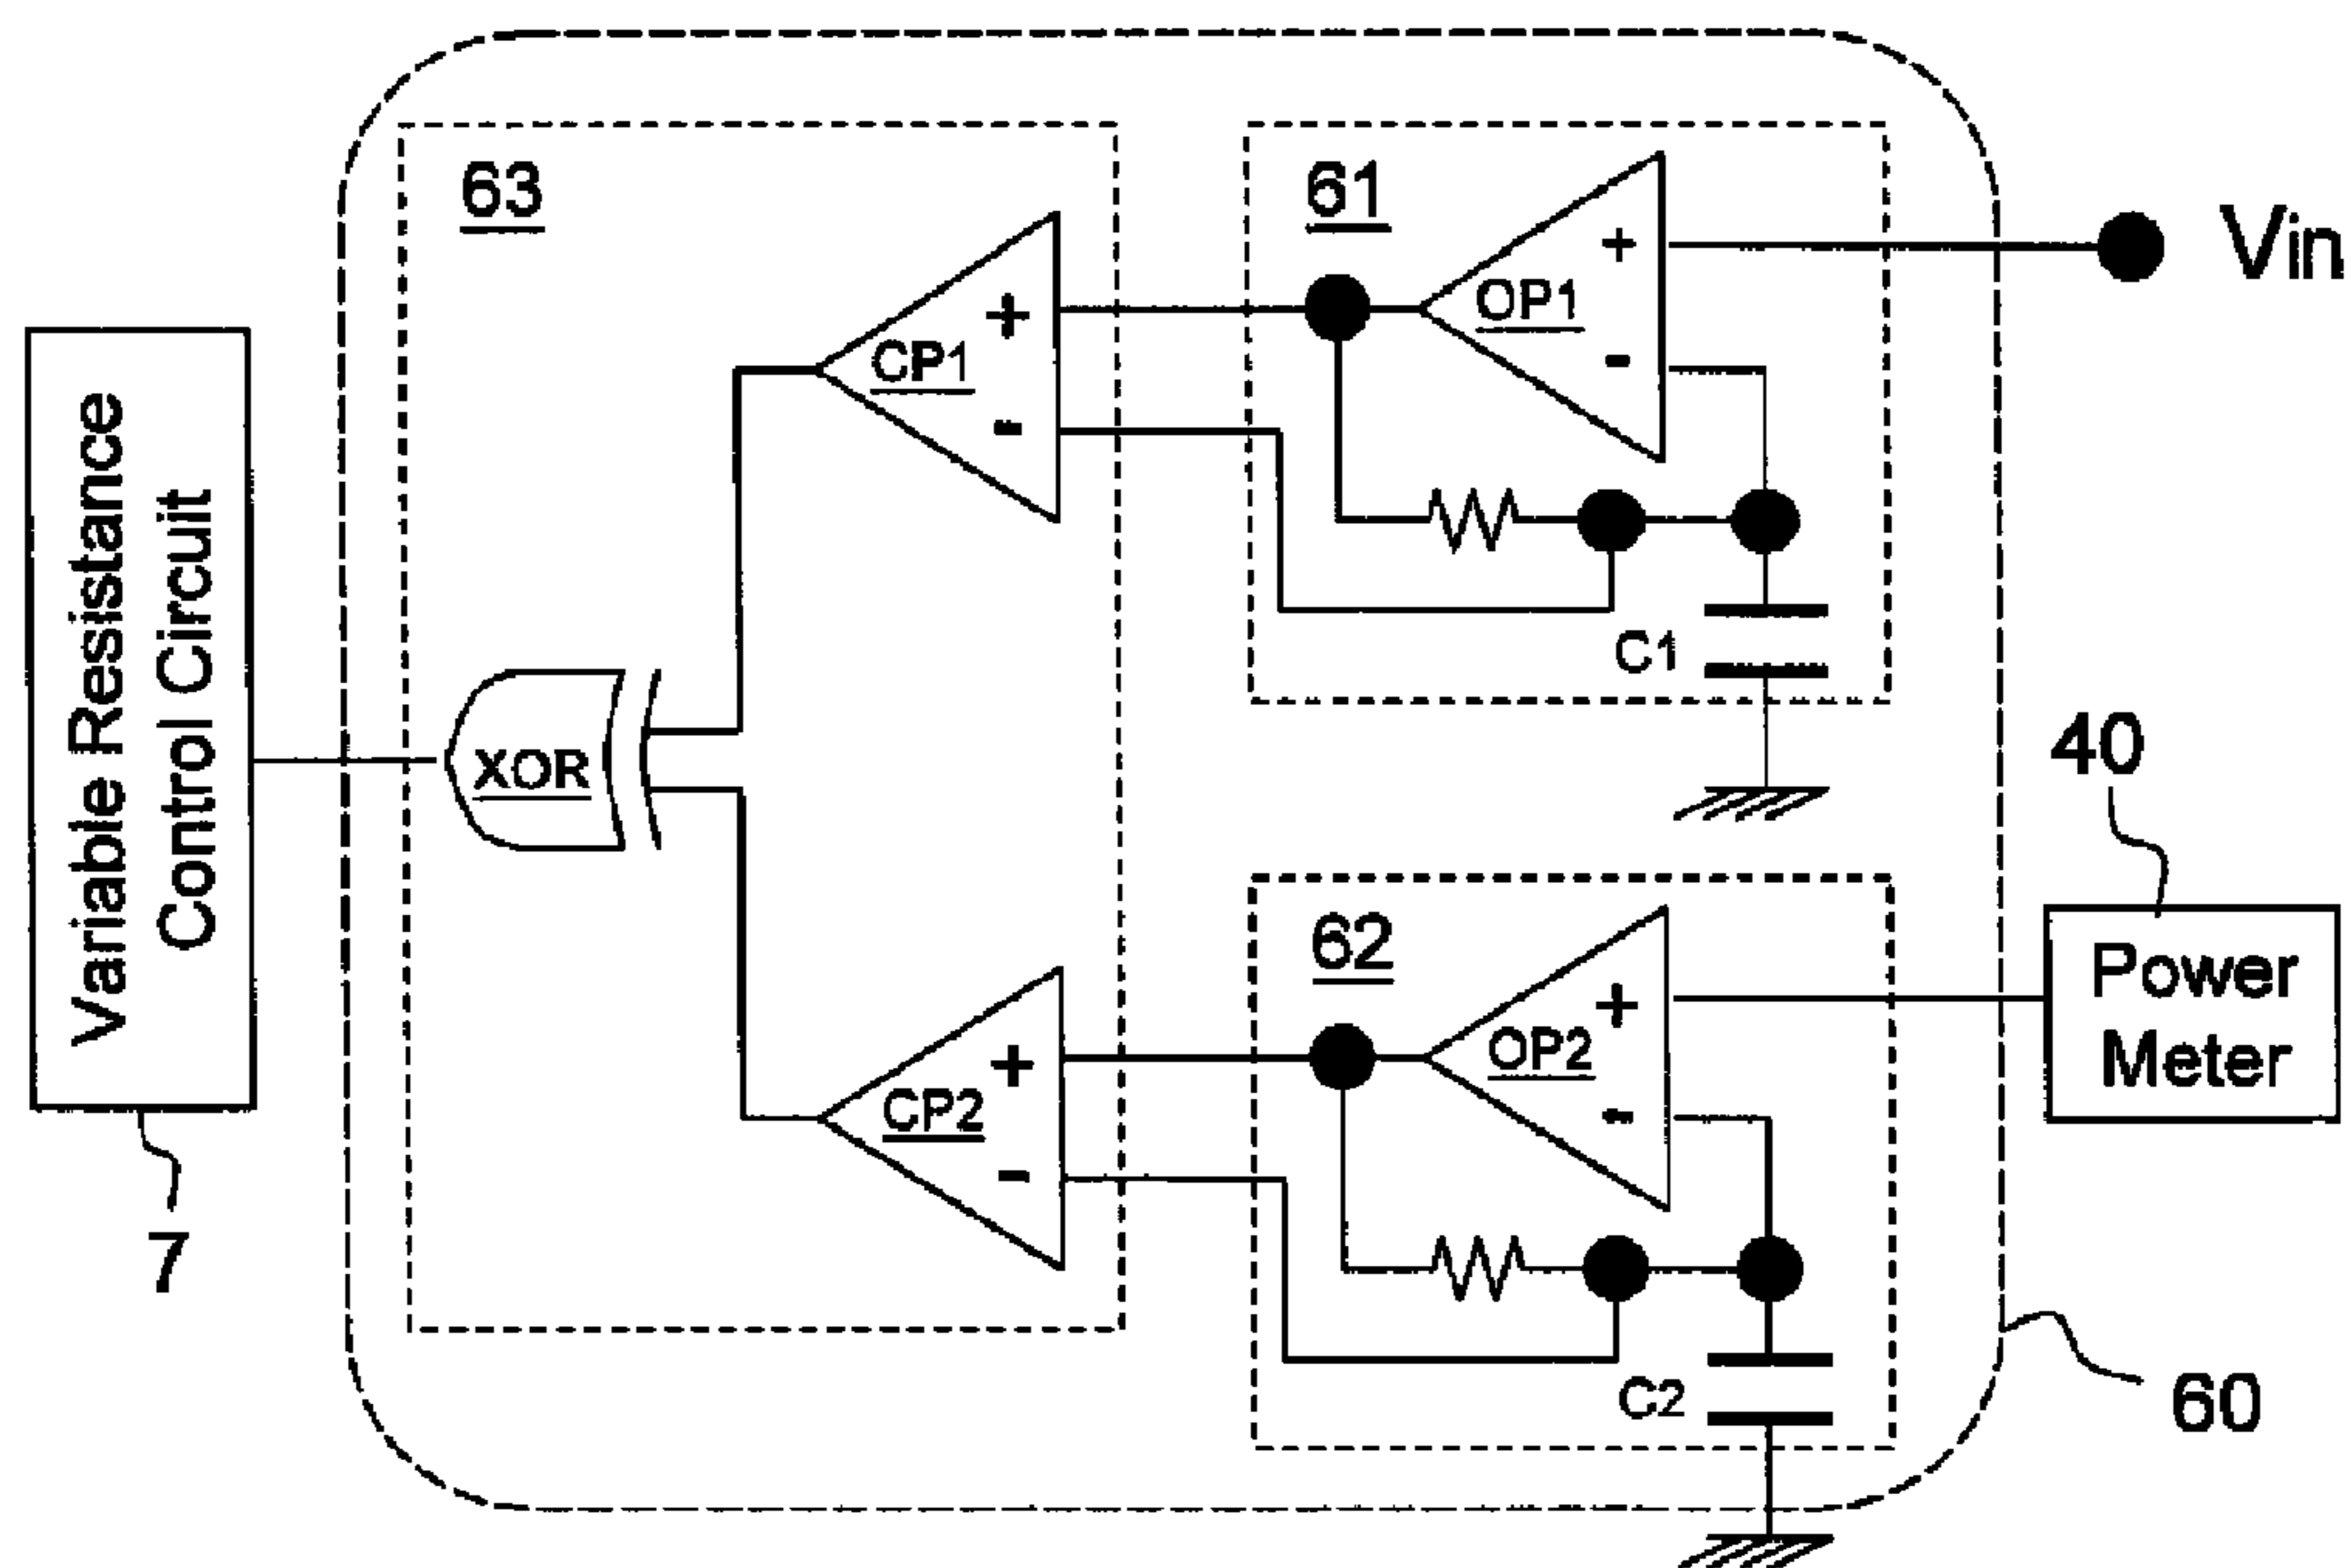 63
61
Vin
+
OP1
-
+
CP1
-
Variable Resistance
Control Circuit
C1
XOR
40
62
+
OP2
-
Power
Meter
+
CP2
-
7
C2
60